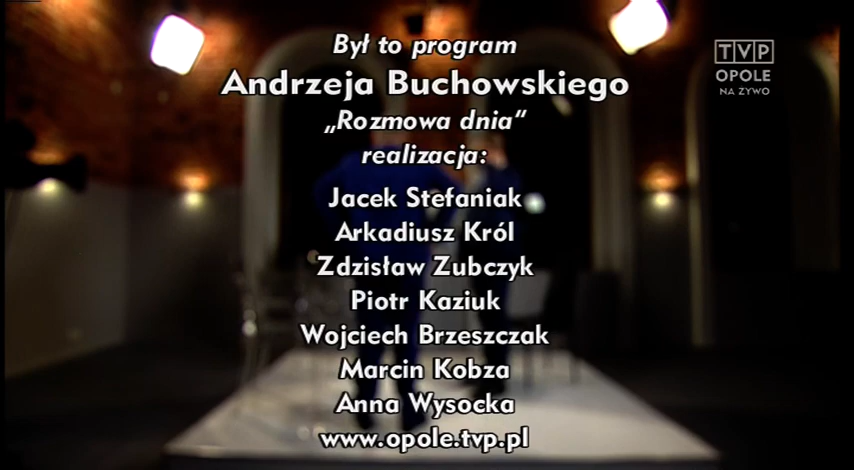 Był to program
Andrzeja Buchowskiego
„Rozmowa dnia“
realizacja:
Jacek Stefaniak
Arkadiusz Król
Zdzisław Zubczyk
Piotr Kaziuk
Wojciech Brzeszczak
Marcin Kobza
Anna Wysocka
www.opole.tvp.pl
TVP
OPOLE
NA ŻYWO